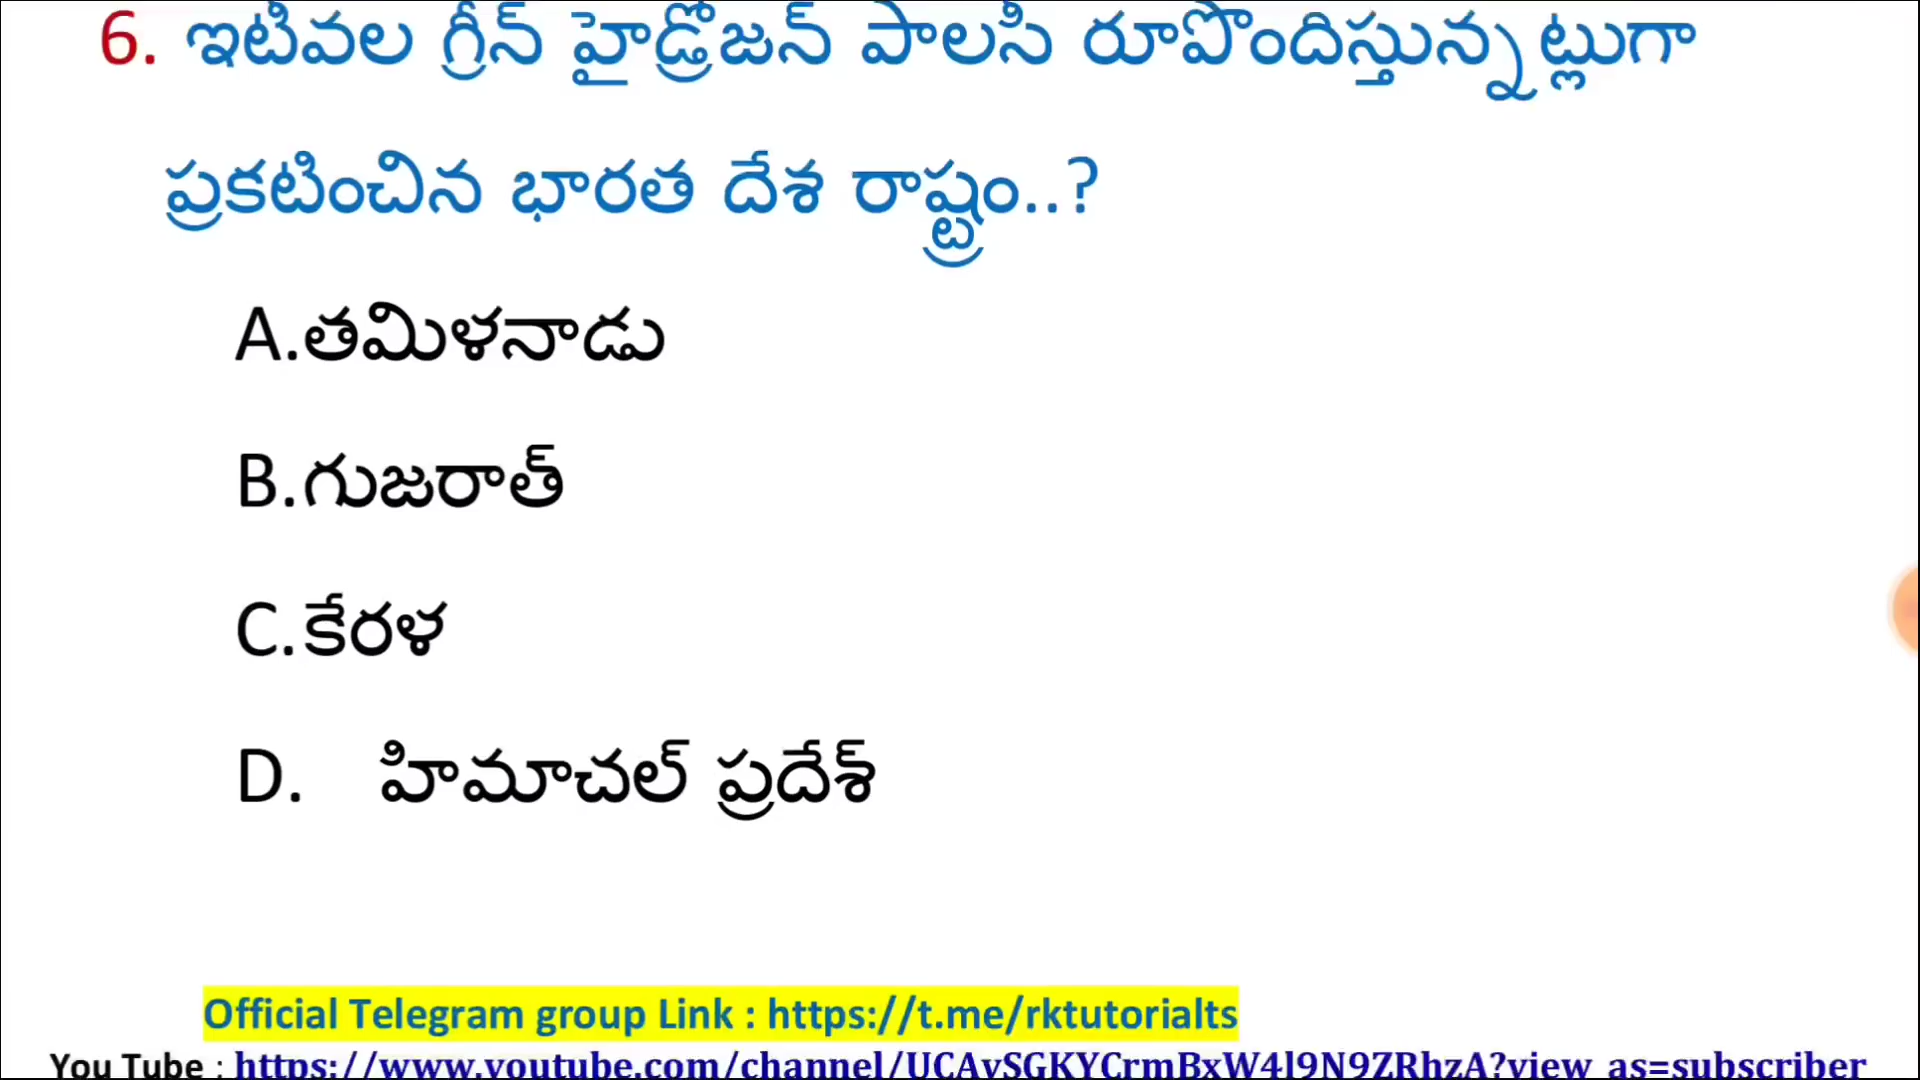 6. ఇటీవల గ్రీన్ హైడ్రోజన్ పాలసీ రూపొందిస్తున్నట్లుగా
ప్రకటించిన భారత దేశ రాష్ట్రం..?
A.తమిళనాడు
B.గుజరాత్
C.కేరళ
D. హిమాచల్ ప్రదేశ్
Official Telegram group Link : https://t.me/rktutorialts
You Tube : https://www.youtube.com/channel/UCAvSGKYCrmBxW4l9N9ZRhzA?view_as=subscriber